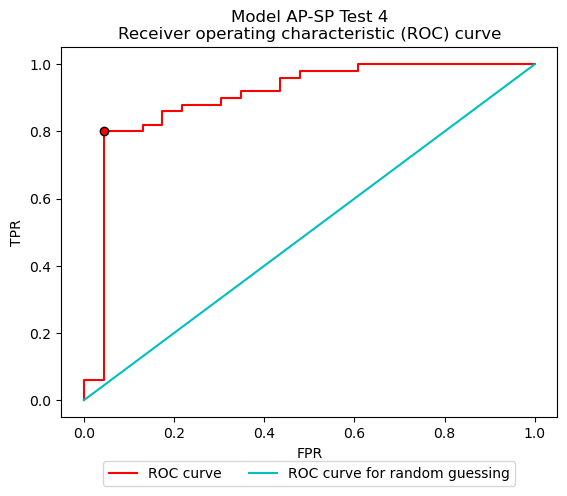 Model AP-SP Test 4
Receiver operating characteristic (ROC) curve
1.0
0.8
0.6
0.4
0.2
0.0
TPR
0.0 0.2 0.4 0.6 0.8 1.0
FPR
ROC curve ROC curve for random guessing